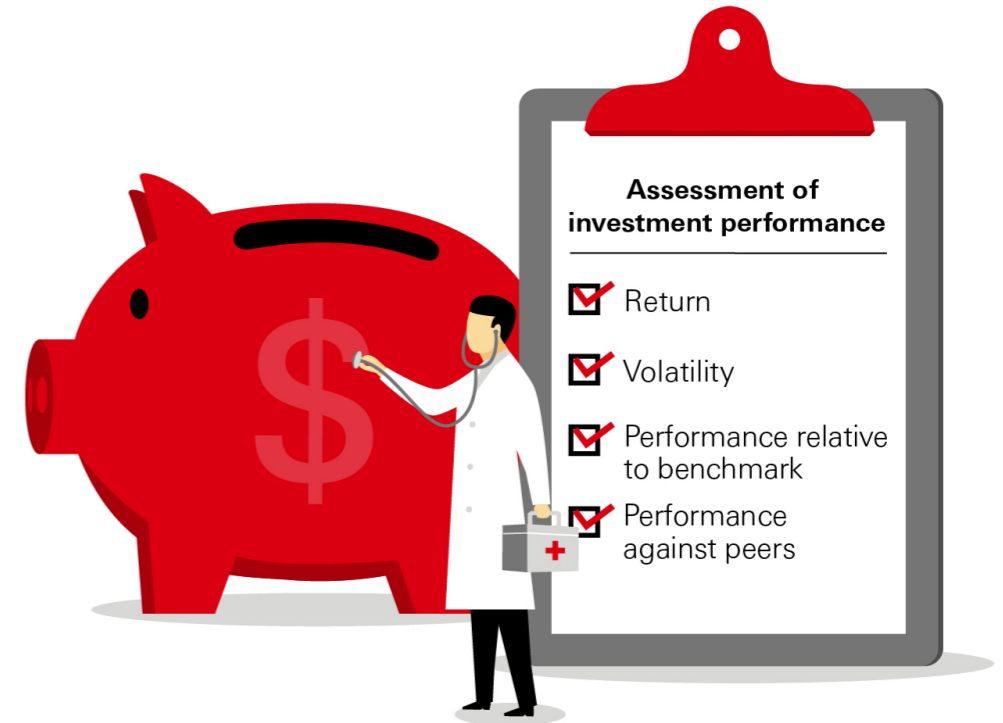 $
Assessment of
investment performance
Return
Volatility
Performance relative
to benchmark
Performance
against peers